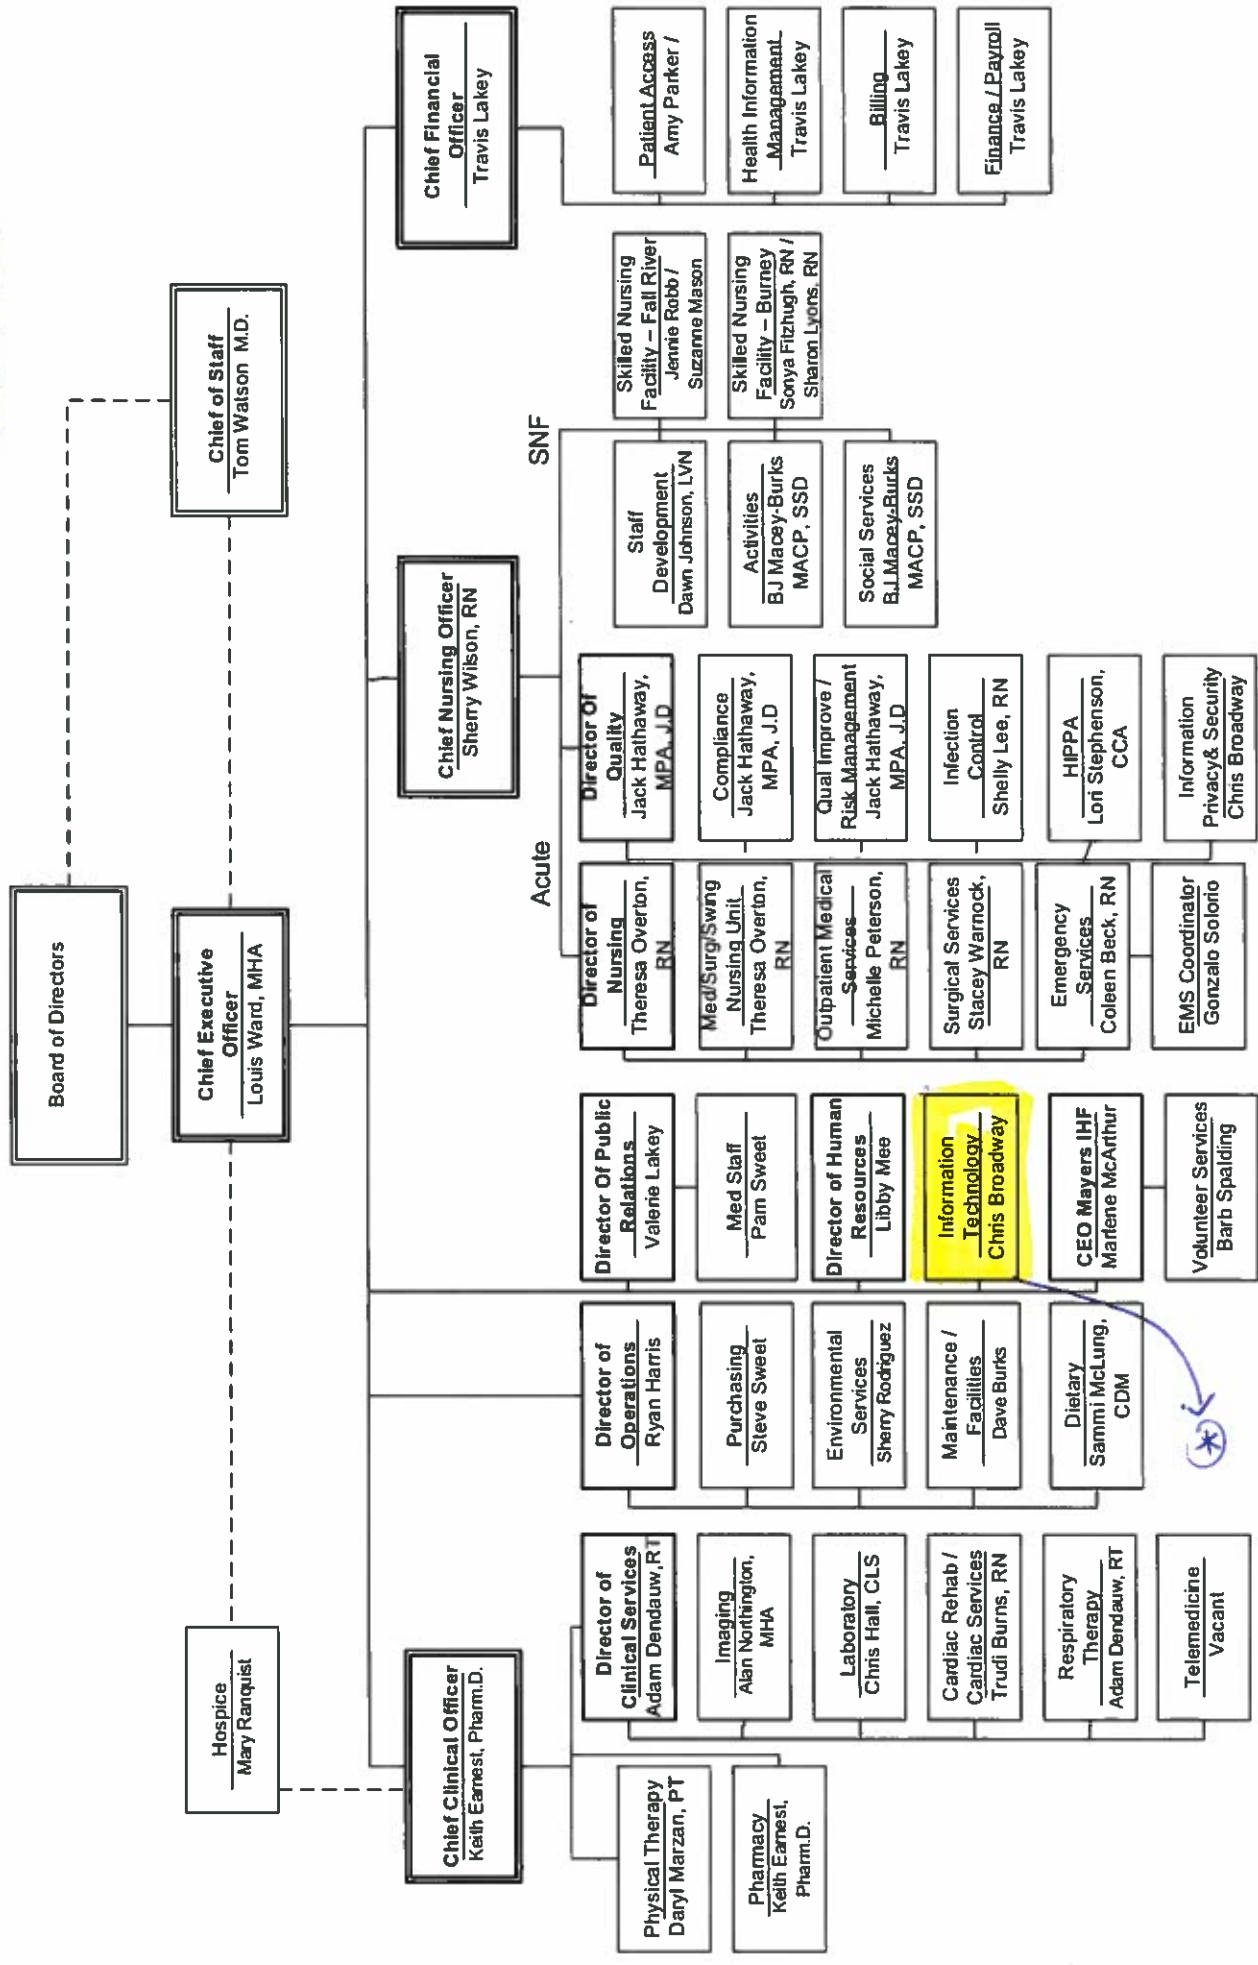 Board of Directors
Chief Executive
Officer
Louis Ward, MHA
Chief of Staff
Tom Watson M.D.
Hospice
Mary Ranquist
Chief Clinical Officer
Keith Earnest, Pharm.D.
Chief Nursing Officer
Sherry Wilson, RN
Chief Financial
Officer
Travis Lakey
Physical Therapy
Daryl Marzan, PT
Pharmacy
Keith Earnest,
Pharm.D.
Director of
Clinical Services
Adam Dendauw,RT
Imaging
Alan Northington,
MHA
Laboratory
Chris Hall, CLS
Cardiac Rehab /
Cardiac Services
Trudi Burns, RN
Respiratory
Therapy
Adam Dendauw, RT
Telemedicine
Vacant
Director of
Operations
Ryan Harris
Purchasing
Steve Sweet
Environmental
Services
Sherry Rodriguez
Maintenance /
Facilities
Dave Burks
Dietary
Sammi McLung,
CDM
*
Director Of Public
Relations
Valerie Lakey
Med Staff
Pam Sweet
Director of Human
Resources
Libby Mee
Information
Technology
Chris Broadway
CEO Mayers IHF
Marlene McArthur
Volunteer Services
Barb Spalding
Acute
Director of
Nursing
Theresa Overton,
RN
Med/Surg/Swing
Nursing Unit
Theresa Overton,
RN
Outpatient Medical
Services
Michelle Peterson,
RN
Surgical Services
Stacey Warnock,
RN
Emergency
Services
Coleen Beck, RN
EMS Coordinator
Gonzalo Solorio
Director Of
Quality
Jack Hathaway,
MPA, J.D
Compliance
Jack Hathaway,
MPA, J.D
Qual Improve /
Risk Management
Jack Hathaway,
MPA, J.D
Infection
Control
Shelly Lee, RN
HIPPA
Lori Stephenson,
CCA
Information
Privacy& Security
Chris Broadway
SNF
Staff
Development
Dawn Johnson, LVN
Activities
BJ Macey-Burks
MACP, SSD
Social Services
BJ Macey-Burks
MACP, SSD
Skilled Nursing
Facility – Fall River
Jennie Robb /
Suzanne Mason
Skilled Nursing
Facility – Burney
Sonya Fitzhugh, RN /
Sharon Lyons, RN
Patient Access
Amy Parker /
Health Information
Management
Travis Lakey
Billing
Travis Lakey
Finance / Payroll
Travis Lakey